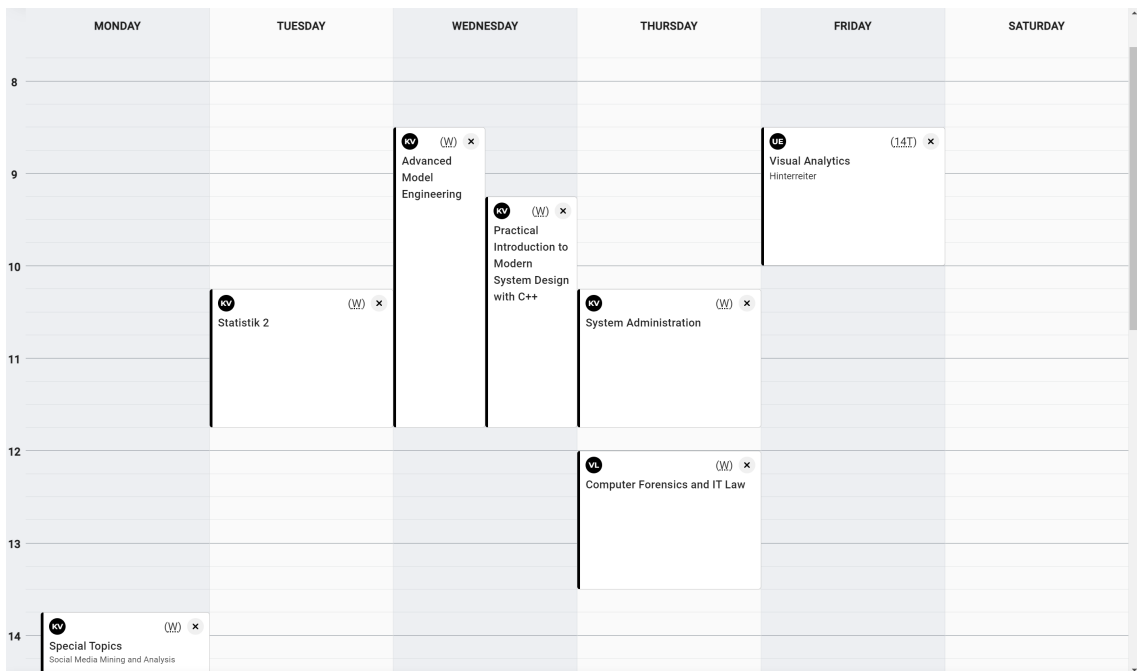 MONDAY TUESDAY WEDNESDAY THURSDAY FRIDAY SATURDAY
8
9
10
11
12
13
14
KV (W) ×
Special Topics
Social Media Mining and Analysis
KV (W) ×
Statistik 2
KV (W) ×
Advanced
Model
Engineering
KV (W) ×
Practical
Introduction to
Modern
System Design
with C++
KV (W) ×
System Administration
VL (W) ×
Computer Forensics and IT Law
UE (14T) ×
Visual Analytics
Hinterreiter